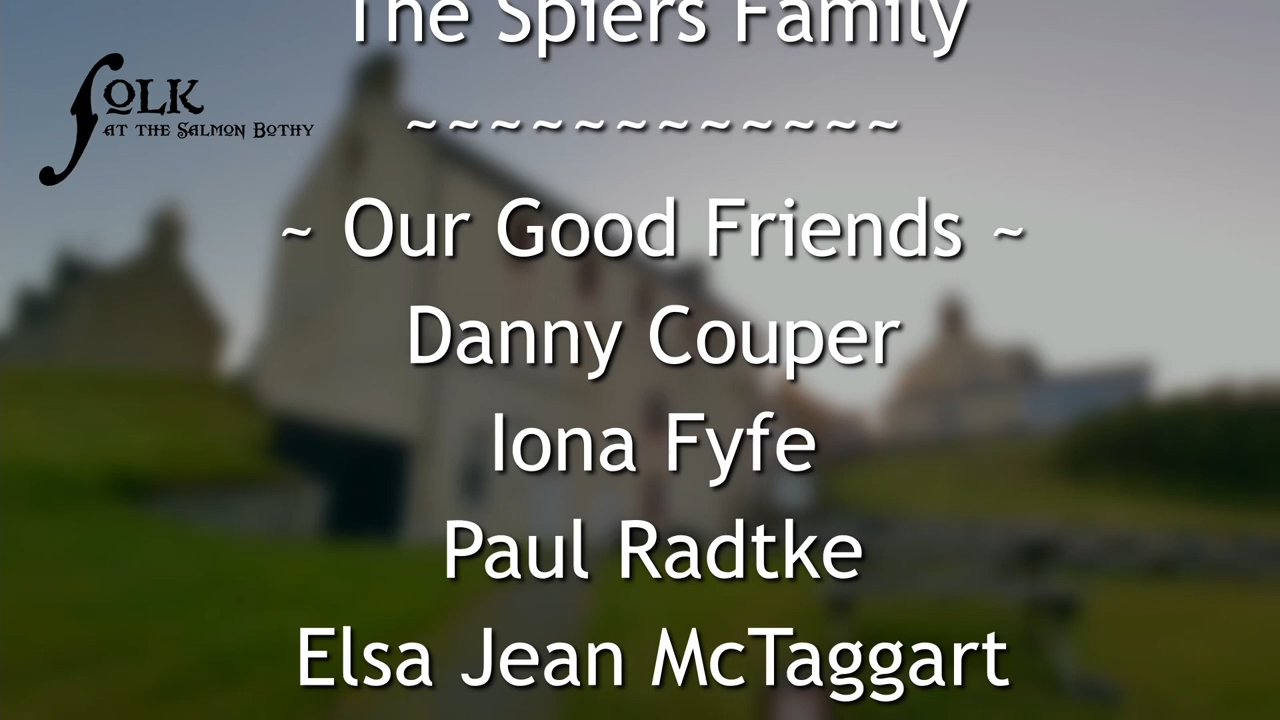 The Spiers Family
FOLK
AT THE SALMON BOTHY
~~~~~~~~~~~~
~ Our Good Friends ~
Danny Couper
Iona Fyfe
Paul Radtke
Elsa Jean McTaggart